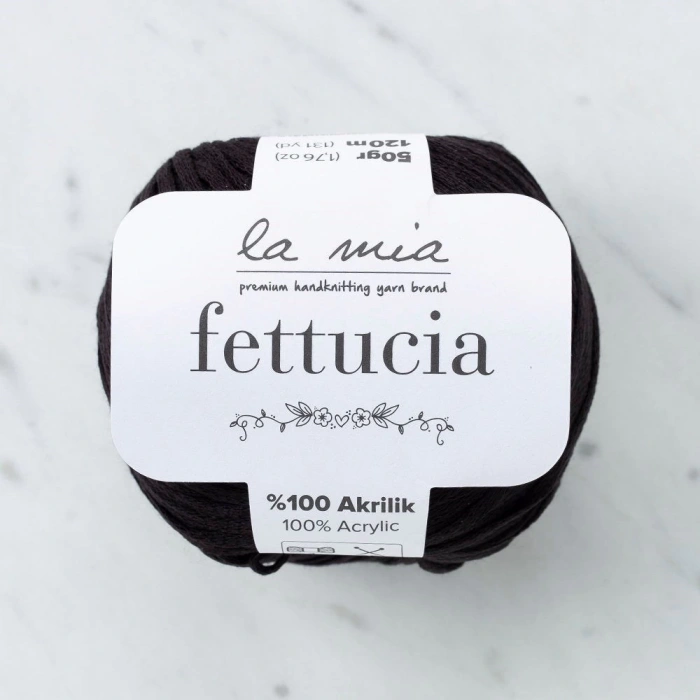 50gr (1,76 oz)
120m (131 yd)
la mia
premium handknitting yarn brand
fettucia
%100 Akrilik
100% Acrylic